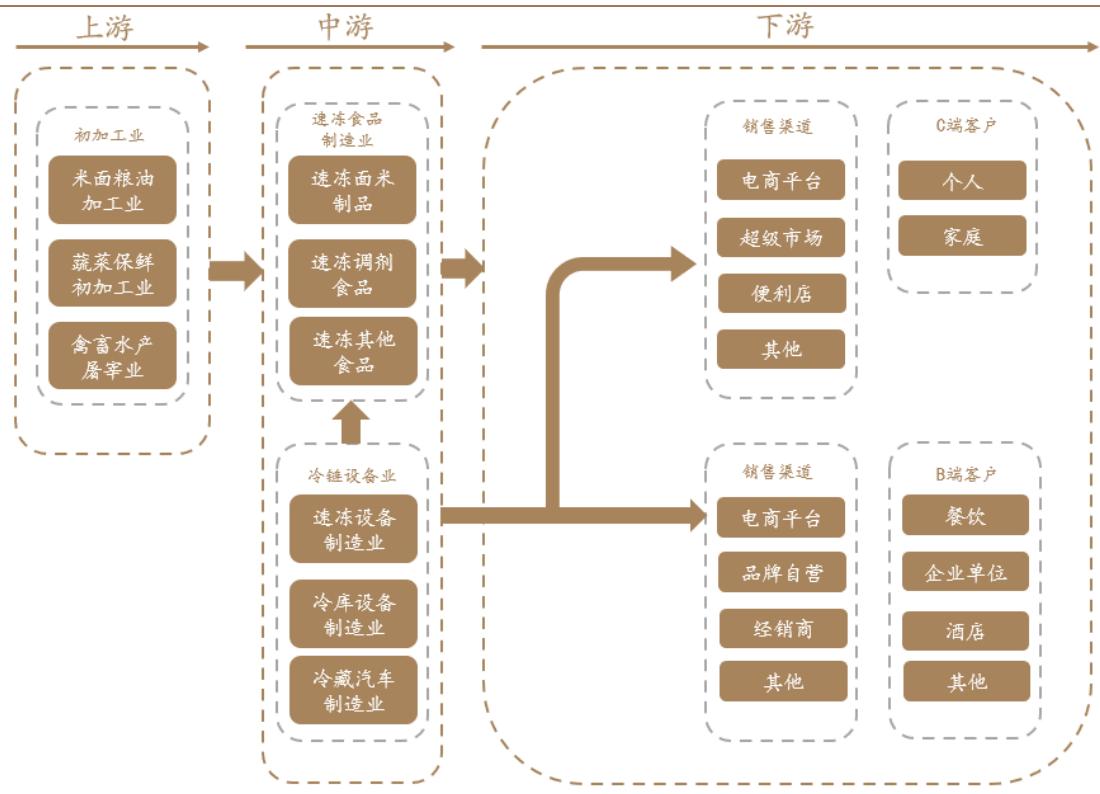 上游
中游
下游
初加工业
米面粮油
加工业
蔬菜保鲜
初加工业
禽畜水产
屠宰业
速冻食品
制造业
速冻面米
制品
速冻调剂
食品
速冻其他
食品
冷链设备业
速冻设备
制造业
冷库设备
制造业
冷藏汽车
制造业
销售渠道
电商平台
超级市场
便利店
其他
C端客户
个人
家庭
销售渠道
电商平台
品牌自营
经销商
其他
B端客户
餐饮
企业单位
酒店
其他